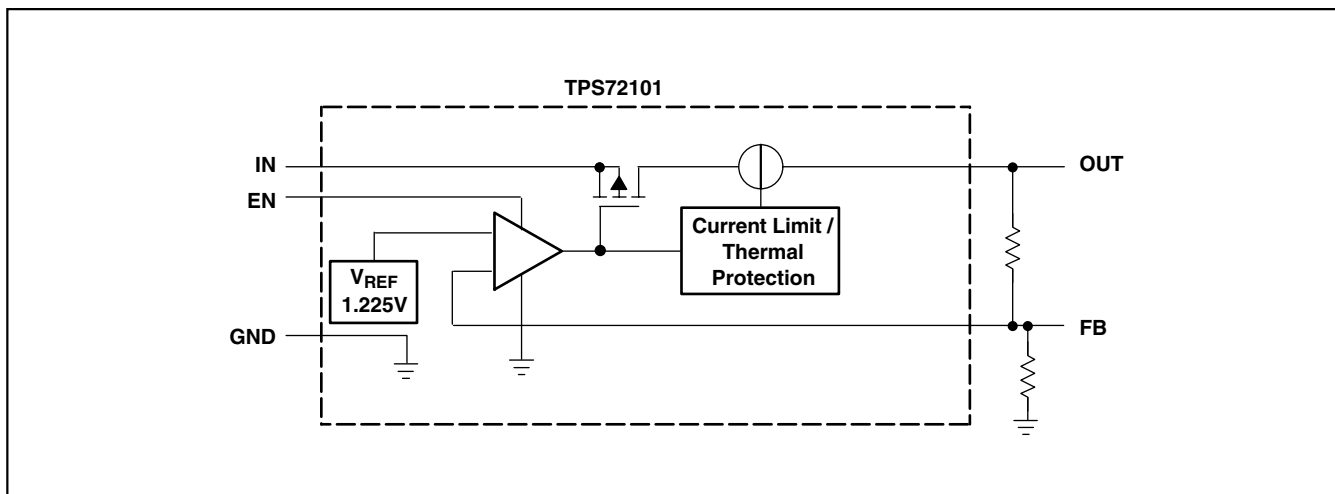 TPS72101
IN
OUT
EN
Current Limit /
Thermal
Protection
VREF
1.225V
GND
FB